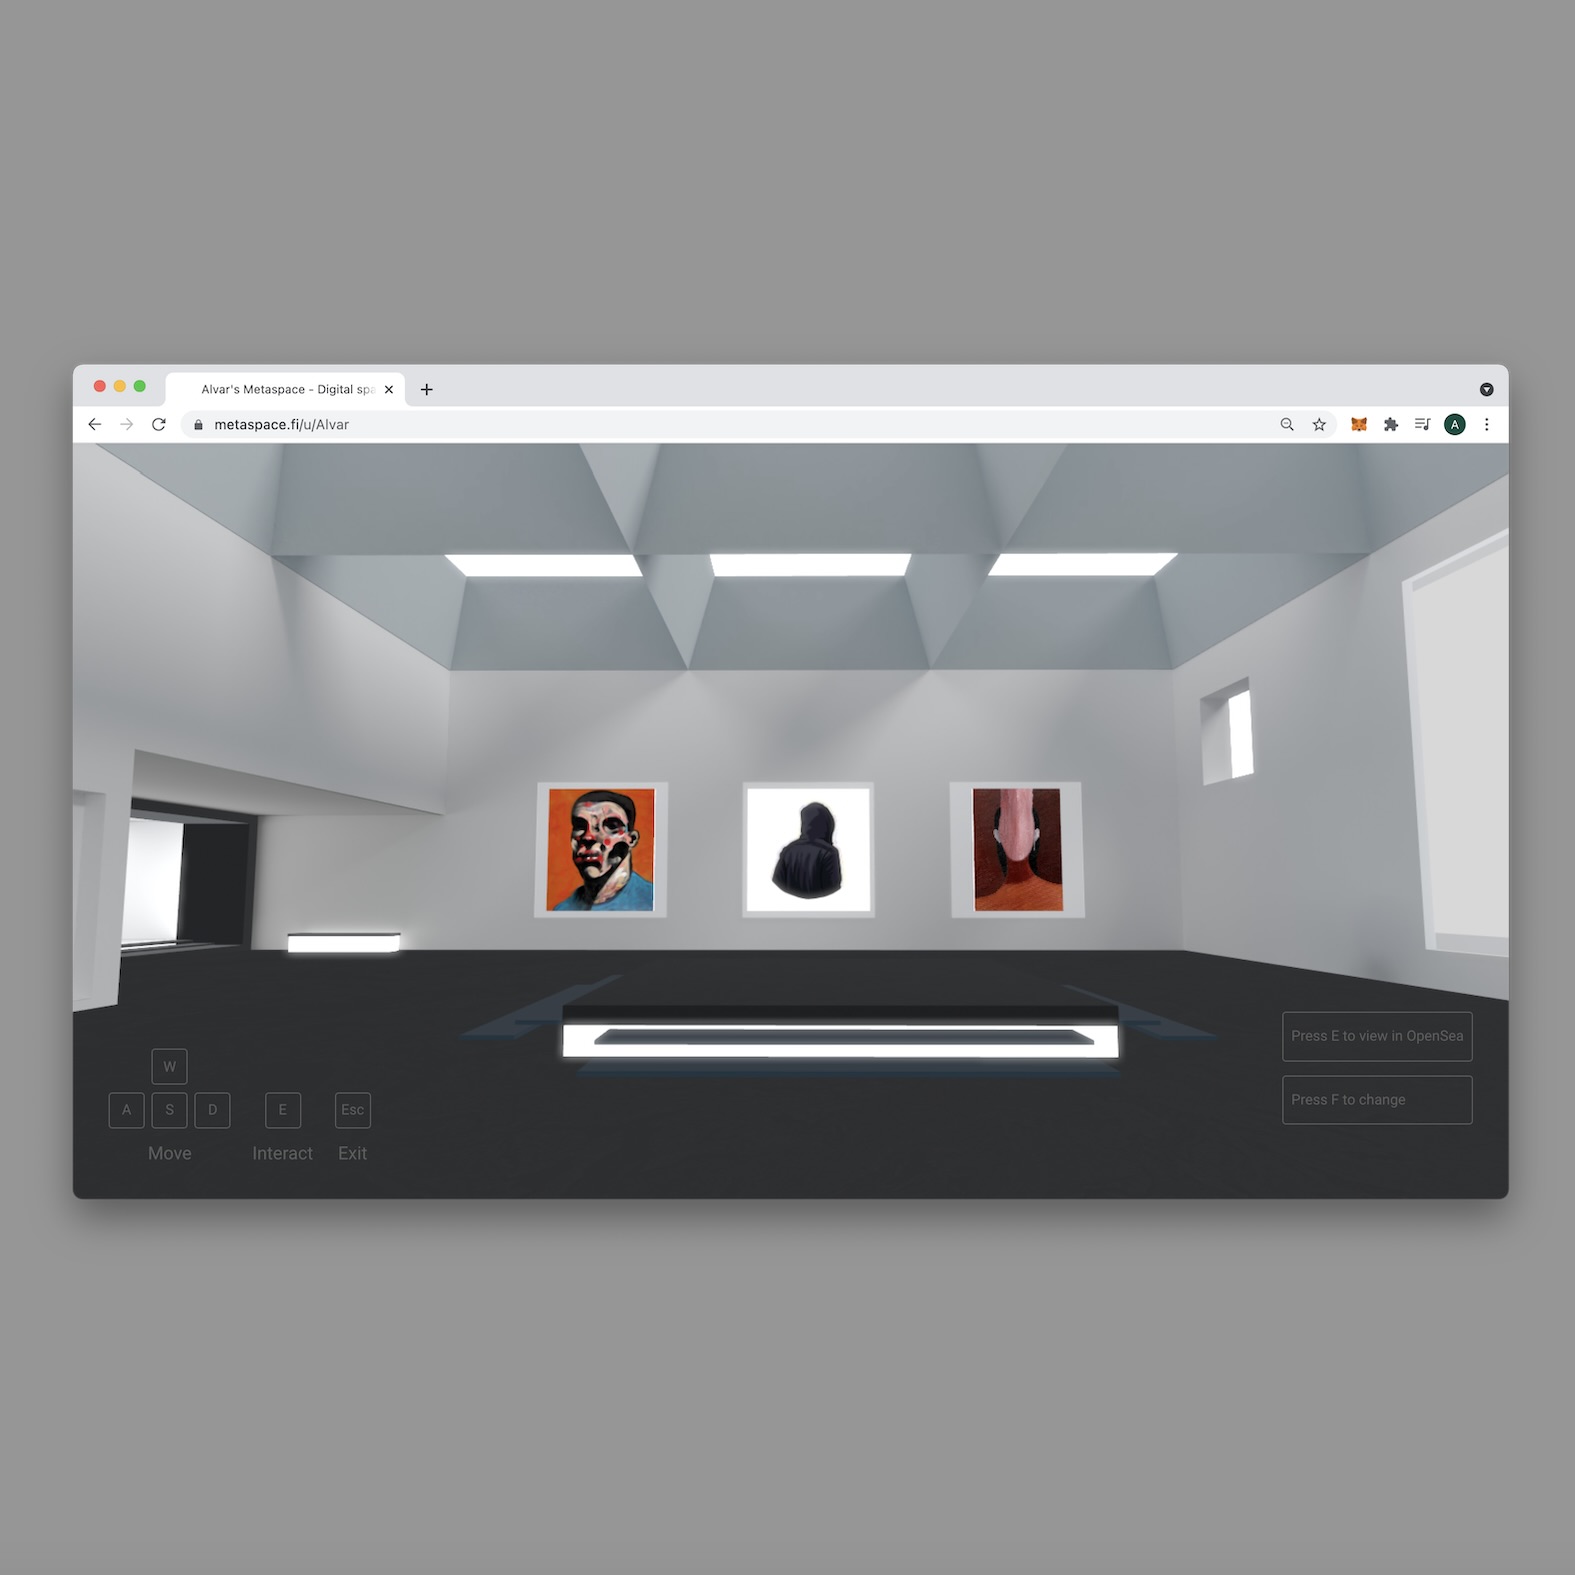 Alvar's Metaspace - Digital spa
metaspace.fi/u/Alvar
A
Press E to view in OpenSea
W
Press F to change
A S D E Esc
Move Interact Exit